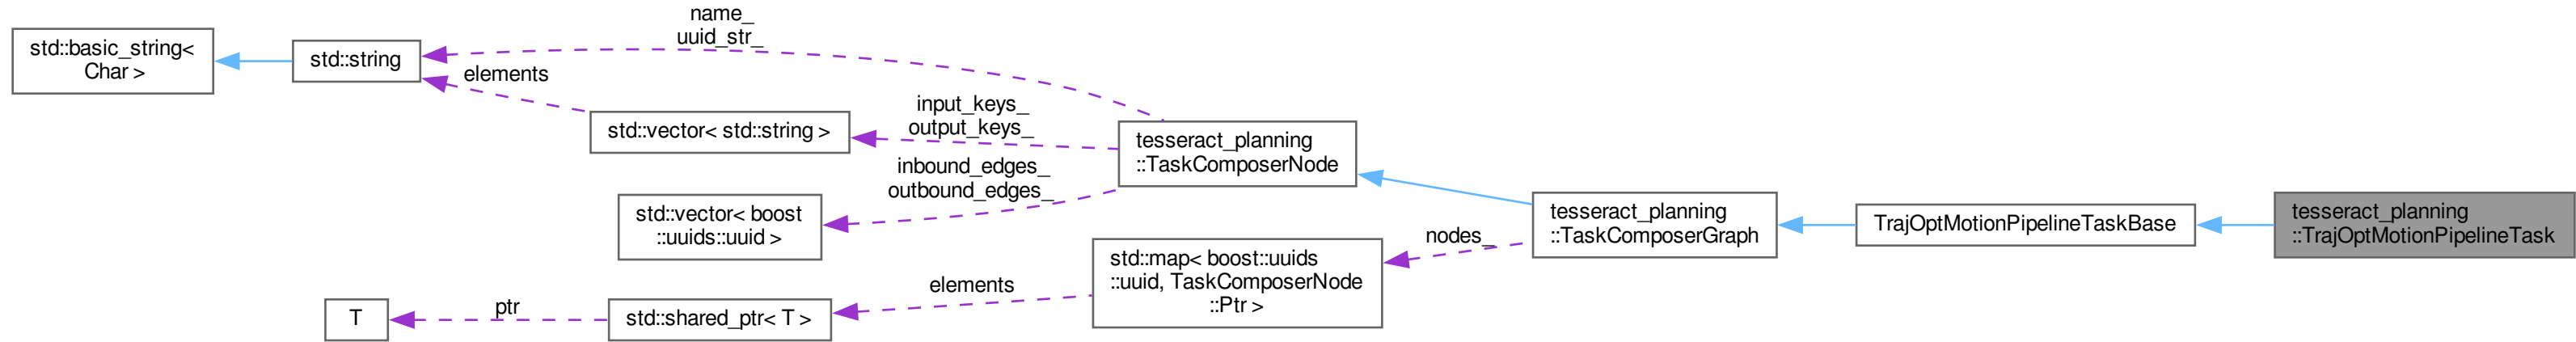 name_
uuid_str_
std::basic_string<
Char >
std::string
elements
input_keys_
output_keys_
std::vector< std::string >
tesseract_planning
::TaskComposerNode
inbound_edges_
outbound_edges_
std::vector< boost
::uuids::uuid >
tesseract_planning
::TaskComposerGraph
TrajOptMotionPipelineTaskBase
tesseract_planning
::TrajOptMotionPipelineTask
nodes_
std::map< boost::uuids
::uuid, TaskComposerNode
::Ptr >
elements
T
ptr
std::shared_ptr< T >